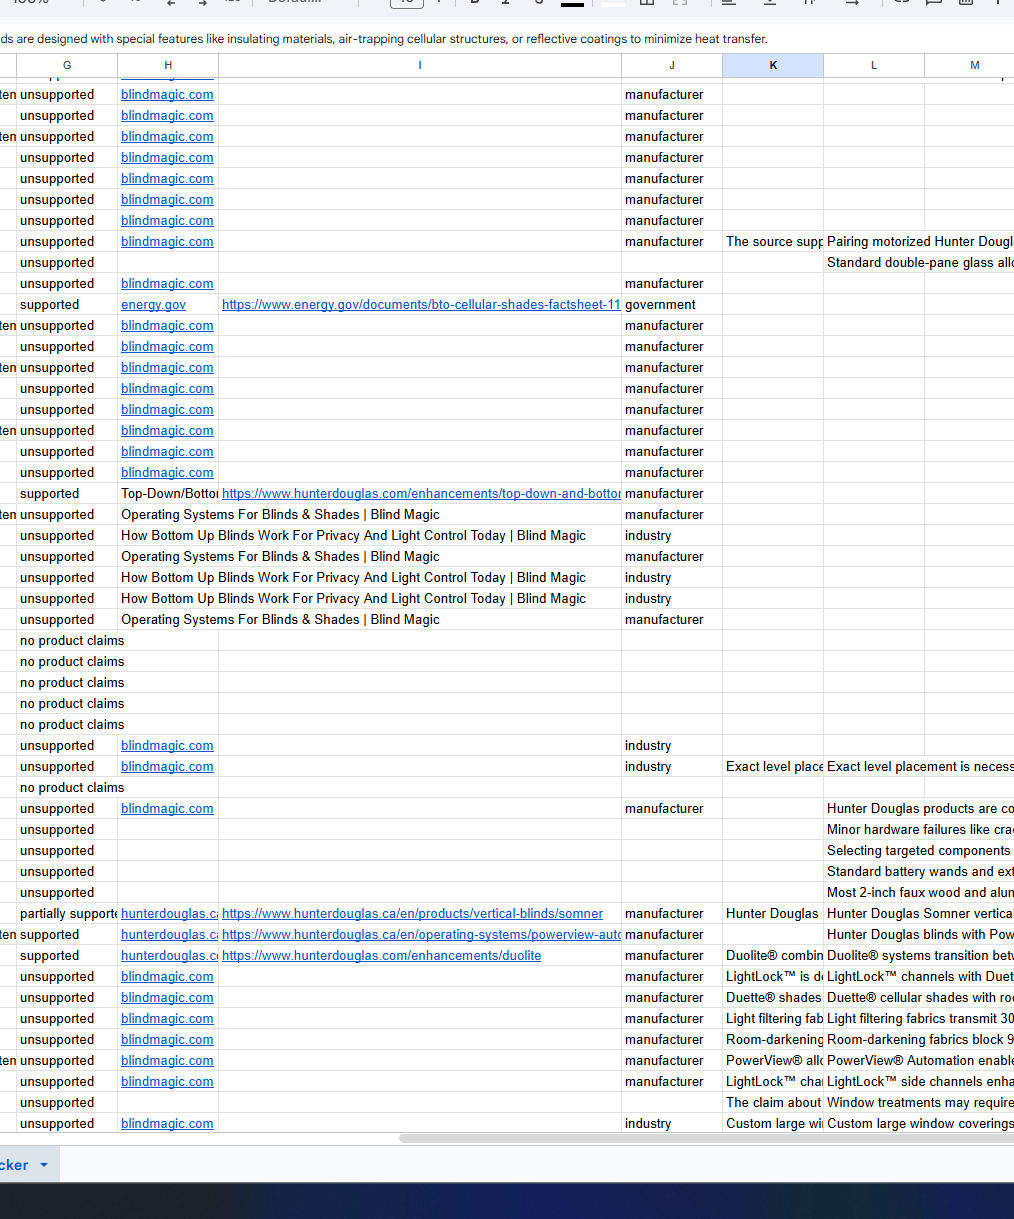 ds are designed with special features like insulating materials, air-trapping cellular structures, or reflective coatings to minimize heat transfer.
G H I J K L M
unsupported blindmagic.com manufacturer
unsupported blindmagic.com manufacturer
unsupported blindmagic.com manufacturer
unsupported blindmagic.com manufacturer
unsupported blindmagic.com manufacturer
unsupported blindmagic.com manufacturer
unsupported blindmagic.com manufacturer
unsupported blindmagic.com manufacturer The source supp Pairing motorized Hunter Dougl
unsupported Standard double-pane glass allo
unsupported blindmagic.com manufacturer
supported energy.gov https://www.energy.gov/documents/bto-cellular-shades-factsheet-11 government
unsupported blindmagic.com manufacturer
unsupported blindmagic.com manufacturer
unsupported blindmagic.com manufacturer
unsupported blindmagic.com manufacturer
unsupported blindmagic.com manufacturer
unsupported blindmagic.com manufacturer
unsupported blindmagic.com manufacturer
unsupported blindmagic.com manufacturer
supported Top-Down/Bottor https://www.hunterdouglas.com/enhancements/top-down-and-bottor manufacturer
unsupported Operating Systems For Blinds & Shades | Blind Magic manufacturer
unsupported How Bottom Up Blinds Work For Privacy And Light Control Today | Blind Magic industry
unsupported Operating Systems For Blinds & Shades | Blind Magic manufacturer
unsupported How Bottom Up Blinds Work For Privacy And Light Control Today | Blind Magic industry
unsupported How Bottom Up Blinds Work For Privacy And Light Control Today | Blind Magic industry
unsupported Operating Systems For Blinds & Shades | Blind Magic manufacturer
no product claims
no product claims
no product claims
no product claims
no product claims
unsupported blindmagic.com industry
unsupported blindmagic.com industry Exact level place Exact level placement is necess
no product claims
unsupported blindmagic.com manufacturer Hunter Douglas products are co
unsupported Minor hardware failures like cra
unsupported Selecting targeted components
unsupported Standard battery wands and ext
unsupported Most 2-inch faux wood and alun
partially supporte hunterdouglas.ca https://www.hunterdouglas.ca/en/products/vertical-blinds/somner manufacturer Hunter Douglas Hunter Douglas Somner vertica
supported hunterdouglas.ca https://www.hunterdouglas.ca/en/operating-systems/powerview-auto manufacturer Hunter Douglas blinds with Pow
supported hunterdouglas.co https://www.hunterdouglas.com/enhancements/duolite manufacturer Duolite® combin Duolite® systems transition betw
unsupported blindmagic.com manufacturer LightLock™ is de LightLock™ channels with Duet
unsupported blindmagic.com manufacturer Duette® shades Duette® cellular shades with roo
unsupported blindmagic.com manufacturer Light filtering fab Light filtering fabrics transmit 30
unsupported blindmagic.com manufacturer Room-darkening Room-darkening fabrics block 9
unsupported blindmagic.com manufacturer PowerView® allo PowerView® Automation enable
unsupported blindmagic.com manufacturer LightLock™ chai LightLock™ side channels enha
unsupported The claim about Window treatments may require
unsupported blindmagic.com industry Custom large wi Custom large window coverings
cker